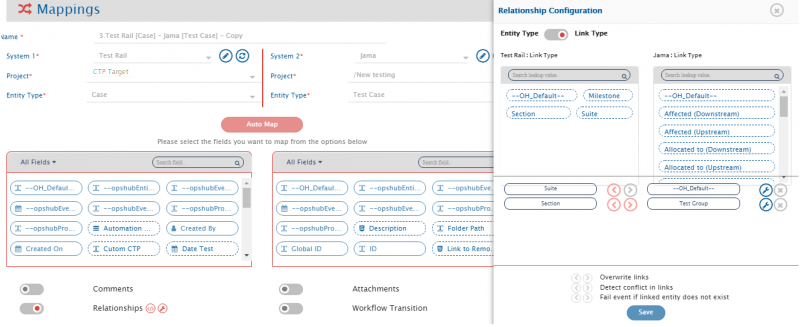 Mappings
Name * 3.Test Rail [Case] - Jama [Test Case] - Copy
System 1* Test Rail System 2* Jama
Project* CTP Target Project* /New testing
Entity Type* Case Entity Type* Test Case
Auto Map
Please select the fields you want to map from the options below
All Fields Search field..
--OH_Defaul... --opshubEnti... --opshubEve...
--opshubEve... --opshubEve... --opshubPro...
--opshubPro... Automation ... Created By
Created On Cutom CTP Date Test
All Fields Search field..
--OH_Defaul... --opshubEnti... --opshubEve...
--opshubEve... --opshubEve... --opshubPro...
--opshubPro... Description Folder Path
Global ID IO Link to Remo...
Comments Attachments
Relationships Workflow Transition
Relationship Configuration
Entity Type Link Type
Test Rail : Link Type
Search lookup value..
--OH_Default-- Milestone
Section Suite
Jama : Link Type
Search lookup value..
--OH_Default--
Affected (Downstream)
Affected (Upstream)
Allocated to (Downstream)
Allocated to (Upstream)
Suite --OH_Default--
Section Test Group
Overwrite links
Detect conflict in links
Fail event if linked entity does not exist
Save